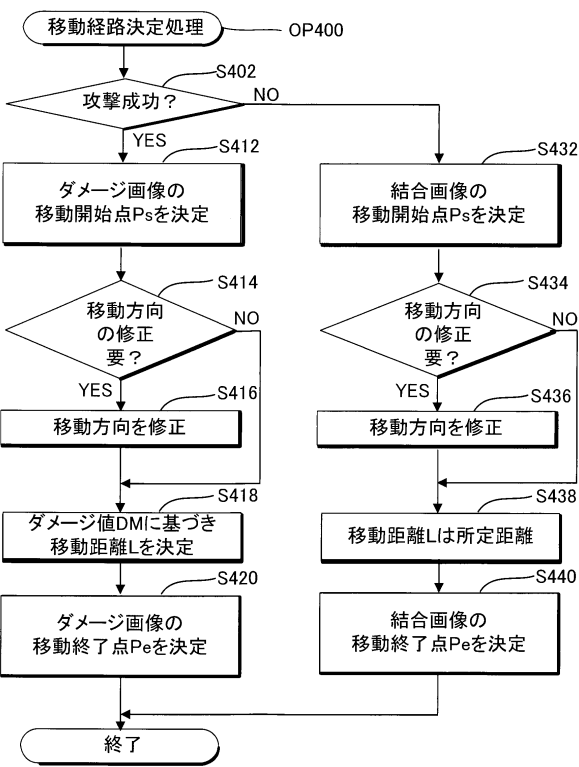 移動経路決定処理
OP400
S402
攻撃成功？
NO
YES
S412
ダメージ画像の
移動開始点Psを決定
S414
移動方向
の修正
要？
NO
YES
S416
移動方向を修正
S418
ダメージ値DMに基づき
移動距離Lを決定
S420
ダメージ画像の
移動終了点Peを決定
S432
結合画像の
移動開始点Psを決定
S434
移動方向
の修正
要？
NO
YES
S436
移動方向を修正
S438
移動距離Lは所定距離
S440
結合画像の
移動終了点Peを決定
終了